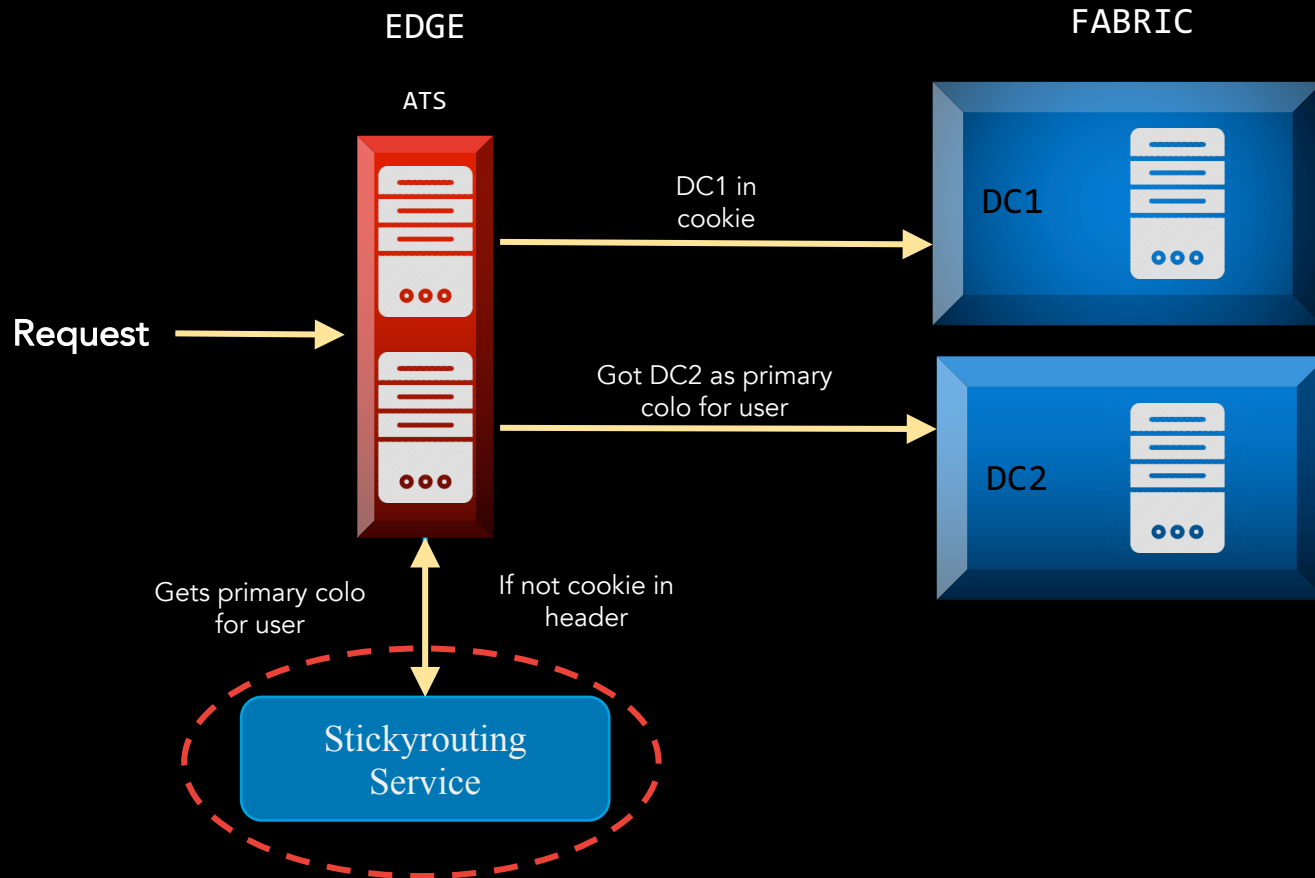 EDGE
FABRIC
ATS
DC1 in
cookie
DC1
Request
Got DC2 as primary
colo for user
DC2
Gets primary colo
for user
If not cookie in
header
Stickyrouting
Service